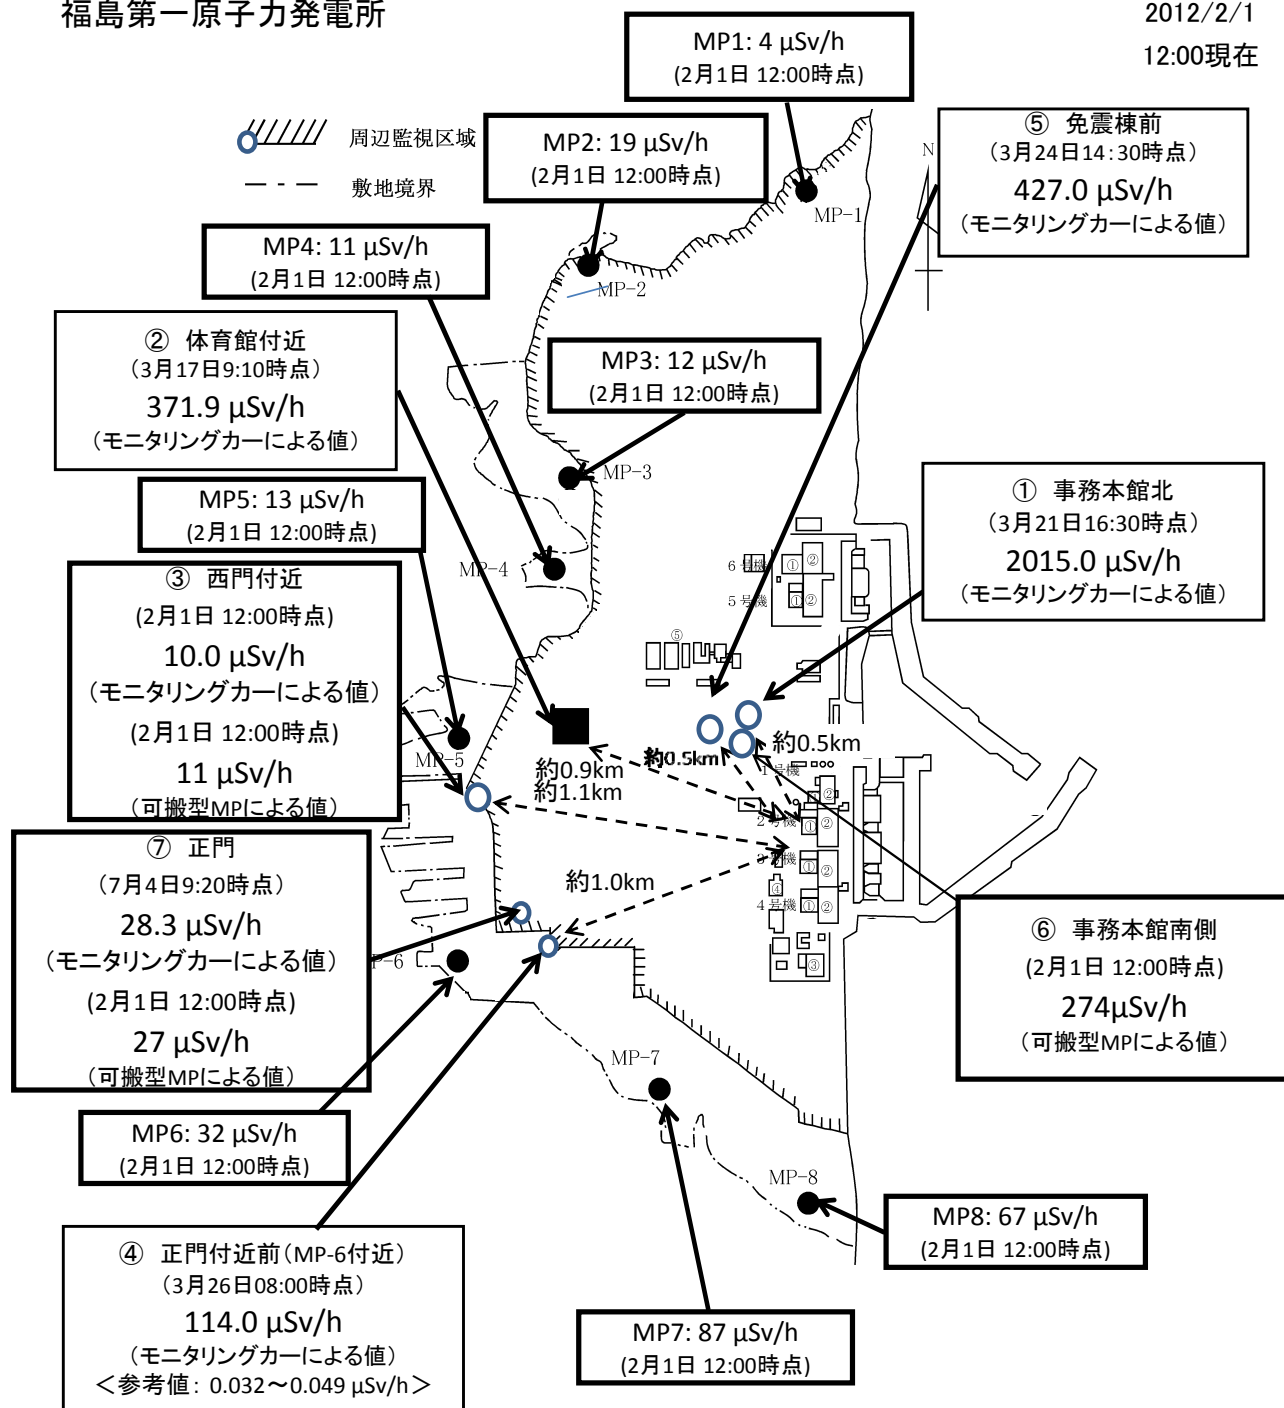 福島第一原子力発電所
2012/2/1
12:00現在
周辺監視区域
敷地境界
N
MP1: 4 μSv/h
(2月1日 12:00時点)
MP2: 19 μSv/h
(2月1日 12:00時点)
⑤ 免震棟前
(3月24日14:30時点)
427.0 μSv/h
(モニタリングカーによる値)
MP-1
MP4: 11 μSv/h
(2月1日 12:00時点)
MP-2
② 体育館付近
(3月17日9:10時点)
371.9 μSv/h
(モニタリングカーによる値)
MP3: 12 μSv/h
(2月1日 12:00時点)
MP-3
MP5: 13 μSv/h
(2月1日 12:00時点)
① 事務本館北
(3月21日16:30時点)
2015.0 μSv/h
(モニタリングカーによる値)
MP-4
6号機
① ②
5号機
① ②
⑤
③ 西門付近
(2月1日 12:00時点)
10.0 μSv/h
(モニタリングカーによる値)
(2月1日 12:00時点)
11 μSv/h
(可搬型MPによる値)
MP-5
約0.9km
約1.1km
約0.5km
約0.5km
1号機
②
2号機
① ②
3号機
① ②
④
4号機
① ②
③
約1.0km
⑦ 正門
(7月4日9:20時点)
28.3 μSv/h
(モニタリングカーによる値)
(2月1日 12:00時点)
27 μSv/h
(可搬型MPによる値)
P-6
⑥ 事務本館南側
(2月1日 12:00時点)
274μSv/h
(可搬型MPによる値)
MP-7
MP6: 32 μSv/h
(2月1日 12:00時点)
MP-8
MP8: 67 μSv/h
(2月1日 12:00時点)
④ 正門付近前(MP-6付近)
(3月26日08:00時点)
114.0 μSv/h
(モニタリングカーによる値)
<参考値: 0.032～0.049 μSv/h>
MP7: 87 μSv/h
(2月1日 12:00時点)